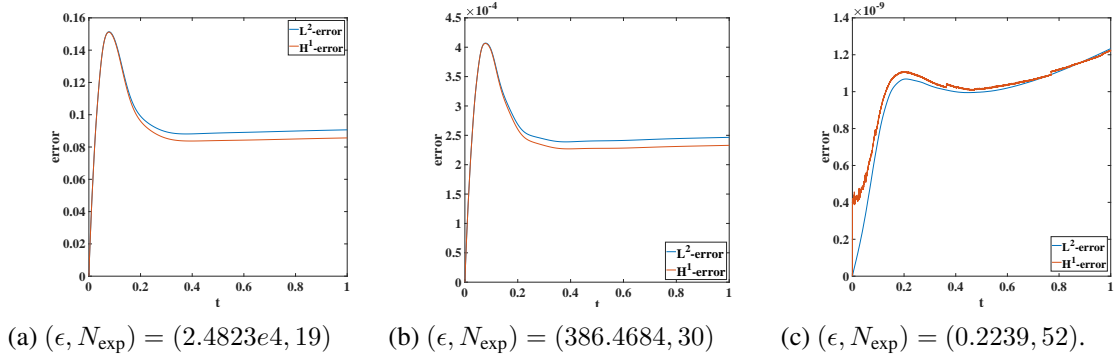 0.16
0.14
0.12
0.1
0.08
0.06
0.04
0.02
0
error
0 0.2 0.4 0.6 0.8 1
t
L²-error
H¹-error
×10⁻⁴
4.5
4
3.5
3
2.5
2
1.5
1
0.5
0
error
0 0.2 0.4 0.6 0.8 1
t
L²-error
H¹-error
×10⁻⁹
1.4
1.2
1
0.8
0.6
0.4
0.2
0
error
0 0.2 0.4 0.6 0.8 1
t
L²-error
H¹-error
(a) (ϵ, N_exp) = (2.4823e4, 19)
(b) (ϵ, N_exp) = (386.4684, 30)
(c) (ϵ, N_exp) = (0.2239, 52).